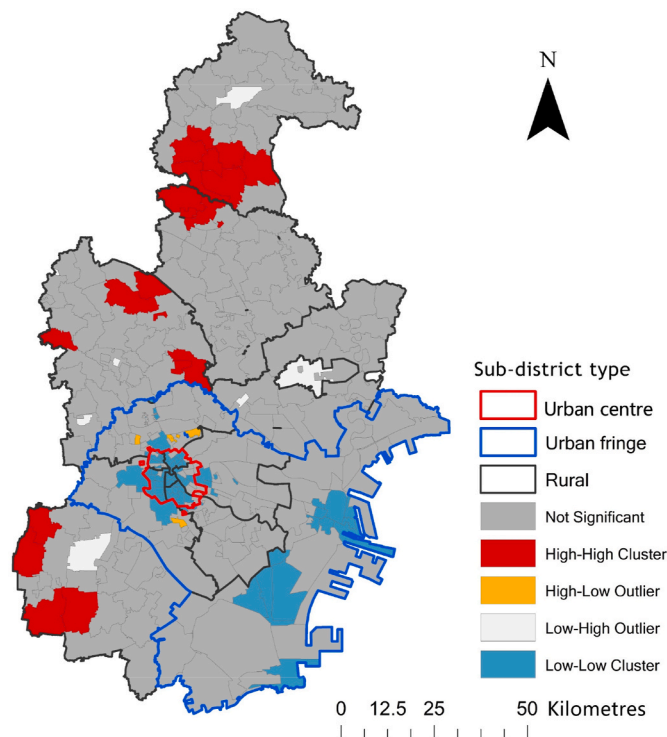 N
Sub-district type
Urban centre
Urban fringe
Rural
Not Significant
High-High Cluster
High-Low Outlier
Low-High Outlier
Low-Low Cluster
0 12.5 25 50 Kilometres